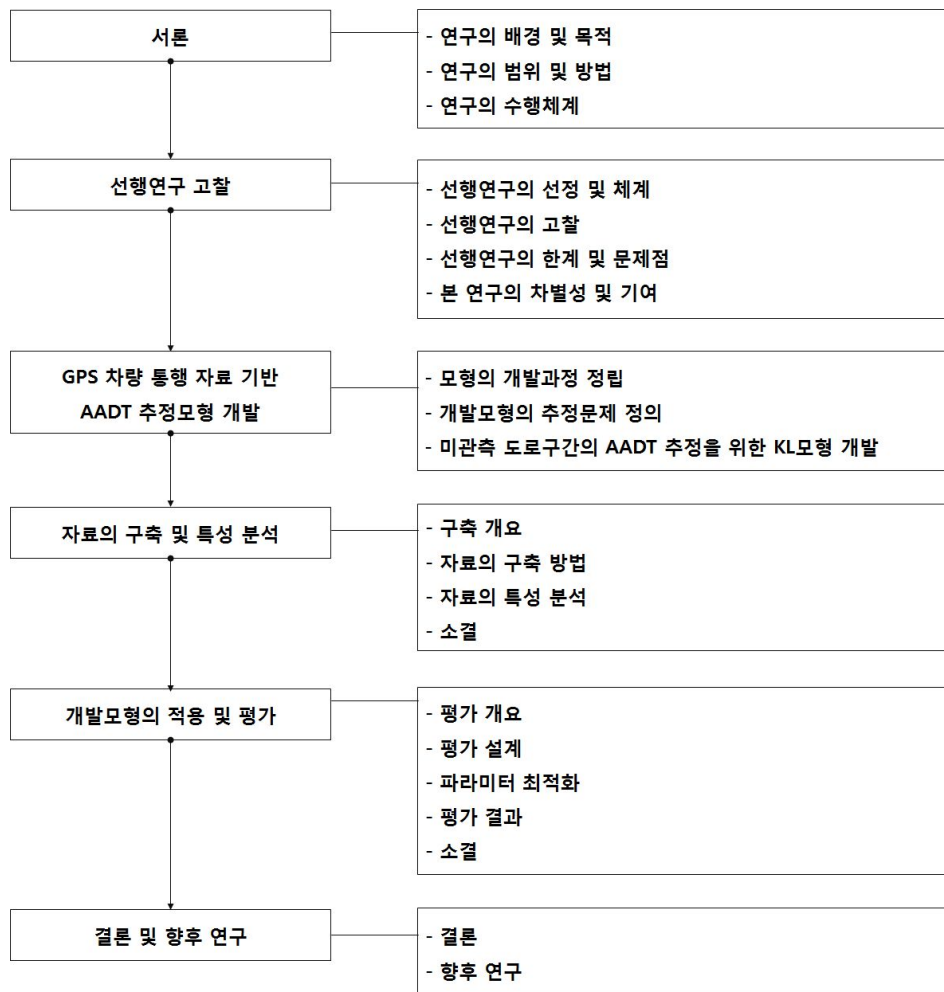 서론
- 연구의 배경 및 목적
- 연구의 범위 및 방법
- 연구의 수행체계
선행연구 고찰
- 선행연구의 선정 및 체계
- 선행연구의 고찰
- 선행연구의 한계 및 문제점
- 본 연구의 차별성 및 기여
GPS 차량 통행 자료 기반
AADT 추정모형 개발
- 모형의 개발과정 정립
- 개발모형의 추정문제 정의
- 미관측 도로구간의 AADT 추정을 위한 KL모형 개발
자료의 구축 및 특성 분석
- 구축 개요
- 자료의 구축 방법
- 자료의 특성 분석
- 소결
개발모형의 적용 및 평가
- 평가 개요
- 평가 설계
- 파라미터 최적화
- 평가 결과
- 소결
결론 및 향후 연구
- 결론
- 향후 연구